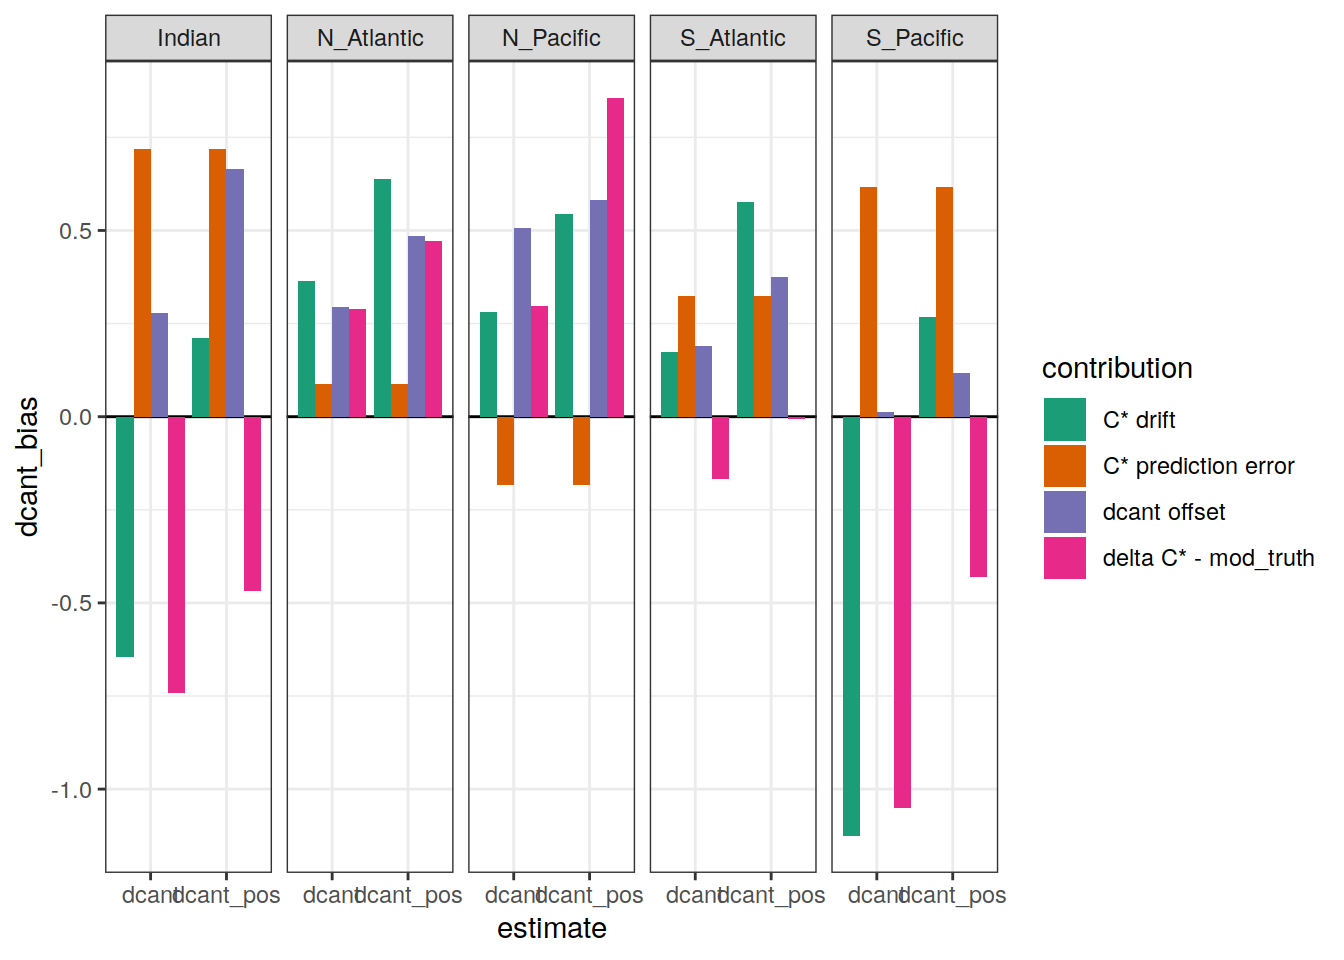 Indian N_Atlantic N_Pacific S_Atlantic S_Pacific
0.5
0.0
-0.5
-1.0
dcant_bias
dcant dcant_pos dcant dcant_pos dcant dcant_pos dcant dcant_pos dcant dcant_pos
estimate
contribution
C* drift
C* prediction error
dcant offset
delta C* - mod_truth